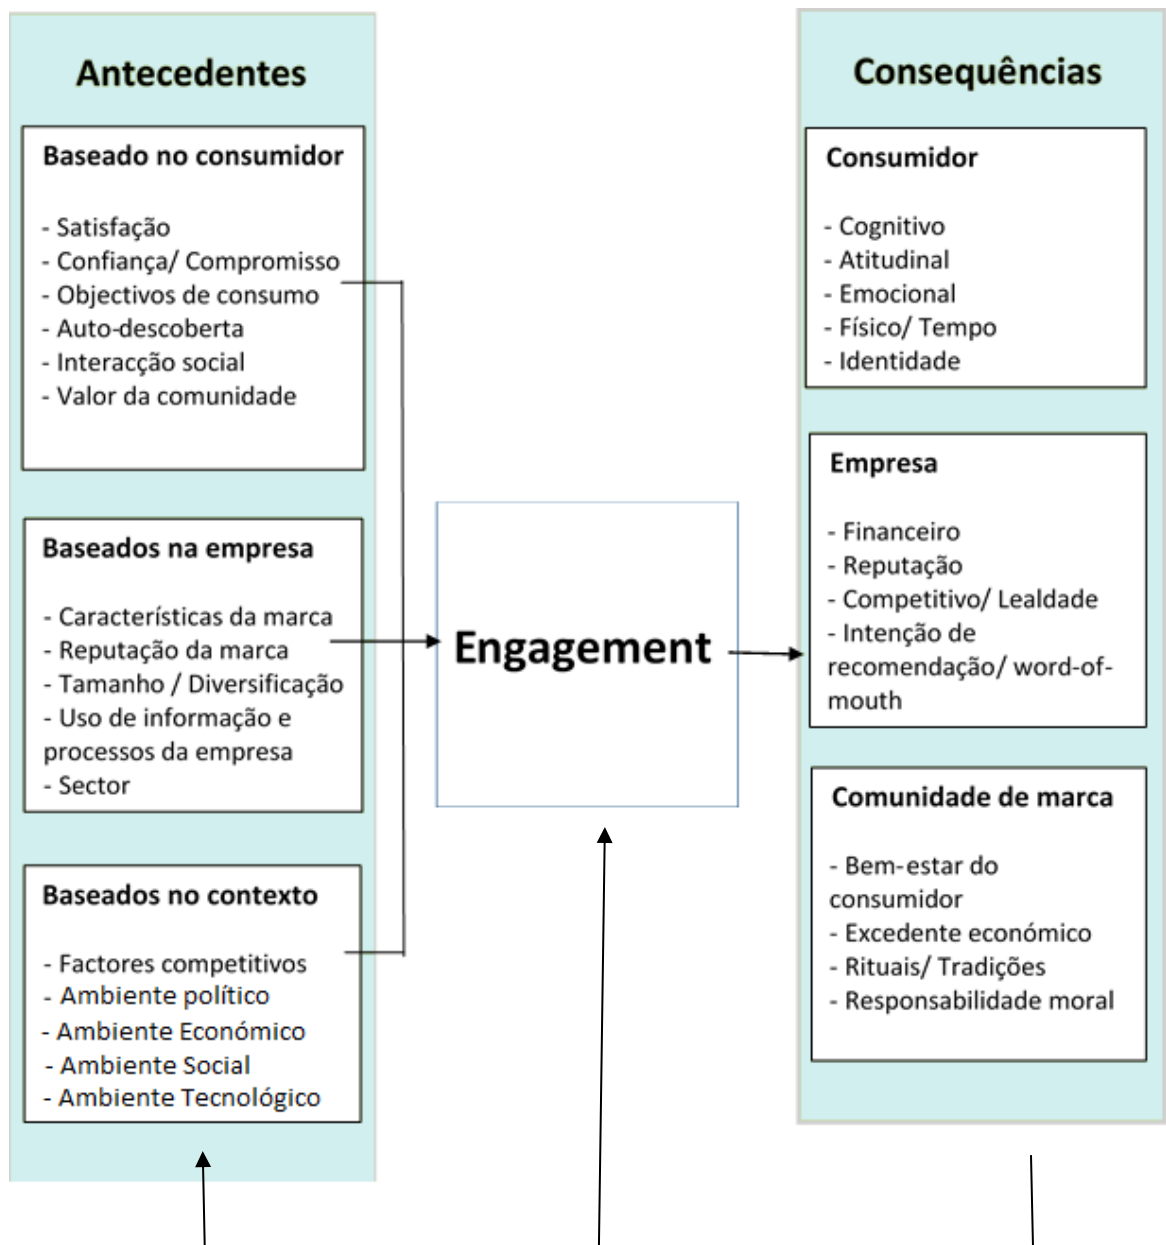 Antecedentes
Baseado no consumidor
- Satisfação
- Confiança/ Compromisso
- Objectivos de consumo
- Auto-descoberta
- Interacção social
- Valor da comunidade
Baseados na empresa
- Características da marca
- Reputação da marca
- Tamanho / Diversificação
- Uso de informação e
processos da empresa
- Sector
Baseados no contexto
- Factores competitivos
- Ambiente político
- Ambiente Económico
- Ambiente Social
- Ambiente Tecnológico
Engagement
Consequências
Consumidor
- Cognitivo
- Atitudinal
- Emocional
- Físico/ Tempo
- Identidade
Empresa
- Financeiro
- Reputação
- Competitivo/ Lealdade
- Intenção de
recomendação/ word-of-
mouth
Comunidade de marca
- Bem-estar do
consumidor
- Excedente económico
- Rituais/ Tradições
- Responsabilidade moral